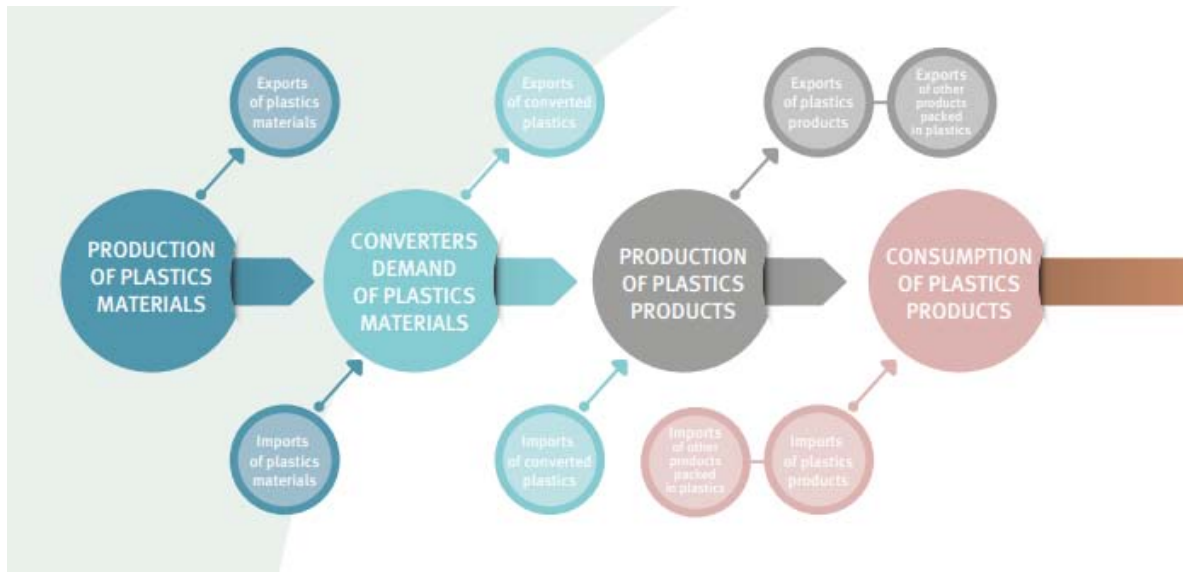 Exports
of plastics
materials
Exports
of converted
plastics
Exports
of plastics
products
Exports
of other
products
packed
in plastics
PRODUCTION
OF PLASTICS
MATERIALS
CONVERTERS
DEMAND
OF PLASTICS
MATERIALS
PRODUCTION
OF PLASTICS
PRODUCTS
CONSUMPTION
OF PLASTICS
PRODUCTS
Imports
of plastics
materials
Imports
of converted
plastics
Imports
of other
products
packed
in plastics
Imports
of plastics
products